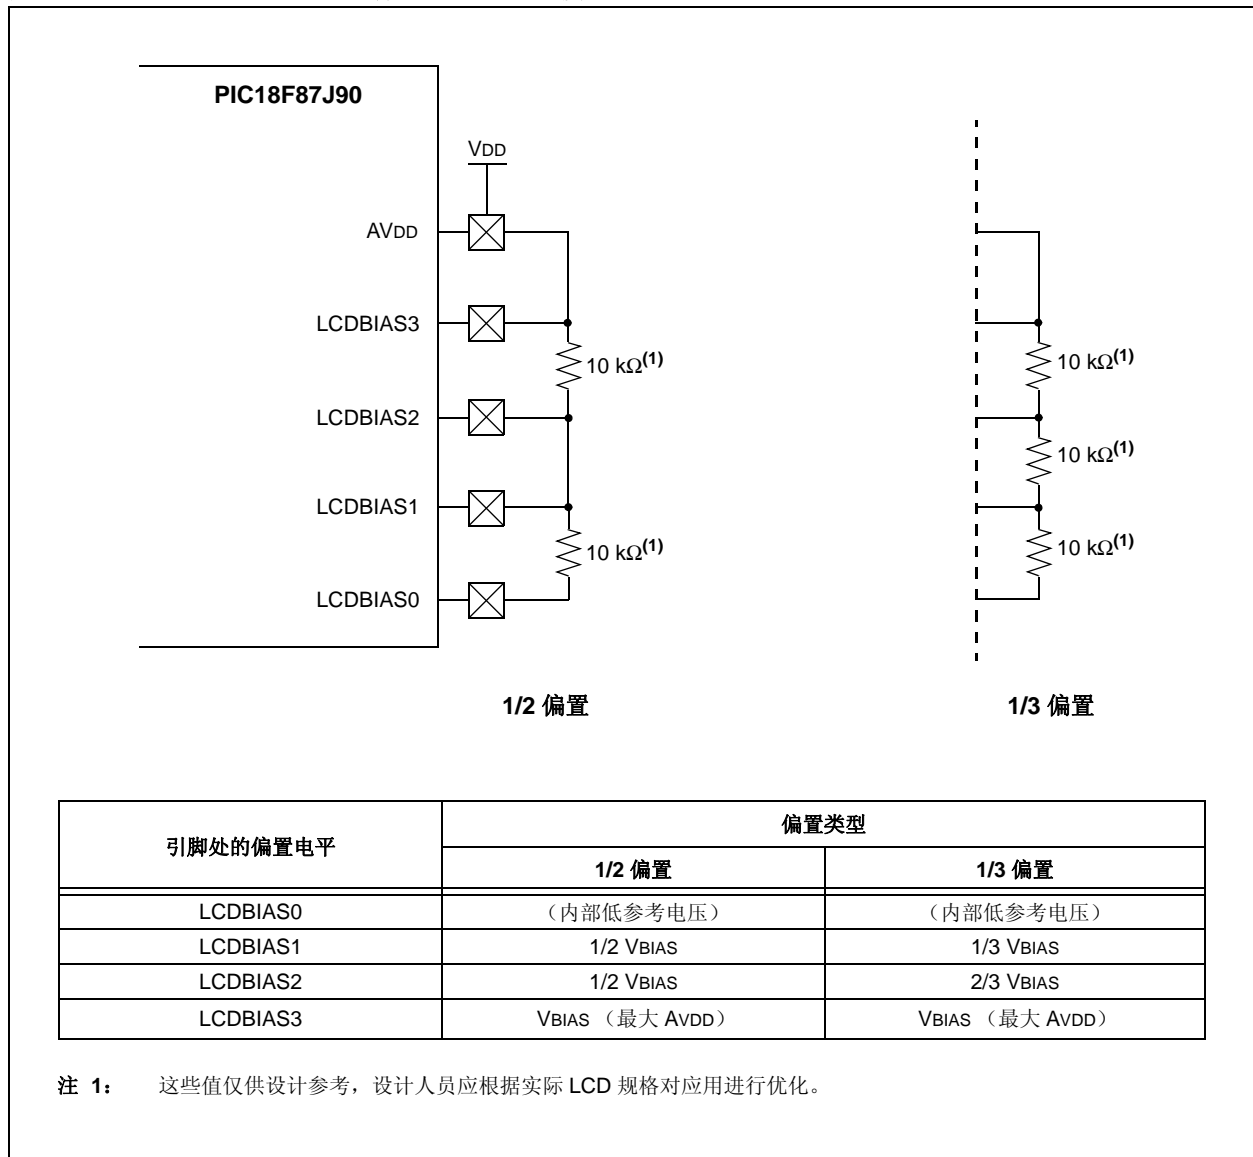 PIC18F87J90
VDD
AVDD
LCDBIAS3
10 kΩ(1)
10 kΩ(1)
LCDBIAS2
10 kΩ(1)
LCDBIAS1
10 kΩ(1)
10 kΩ(1)
LCDBIAS0
1/2 偏置
1/3 偏置
引脚处的偏置电平
偏置类型
1/2 偏置
1/3 偏置
LCDBIAS0 （内部低参考电压） （内部低参考电压）
LCDBIAS1 1/2 VBIAS 1/3 VBIAS
LCDBIAS2 1/2 VBIAS 2/3 VBIAS
LCDBIAS3 VBIAS （最大 AVDD） VBIAS （最大 AVDD）
注 1： 这些值仅供设计参考，设计人员应根据实际 LCD 规格对应用进行优化。